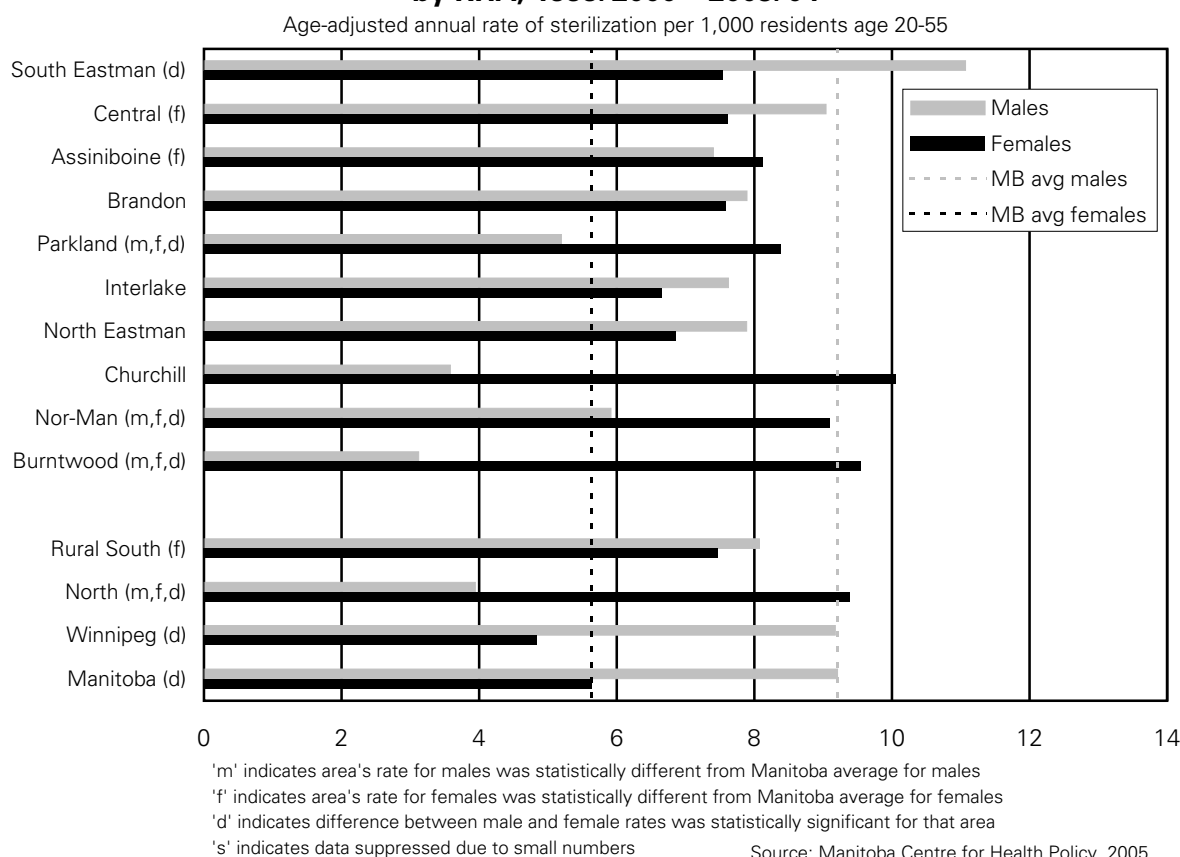 Age-adjusted annual rate of sterilization per 1,000 residents age 20-55
South Eastman (d)
Central (f)
Assiniboine (f)
Brandon
Parkland (m,f,d)
Interlake
North Eastman
Churchill
Nor-Man (m,f,d)
Burntwood (m,f,d)
Rural South (f)
North (m,f,d)
Winnipeg (d)
Manitoba (d)
Males
Females
MB avg males
MB avg females
0 2 4 6 8 10 12 14
'm' indicates area's rate for males was statistically different from Manitoba average for males
'f' indicates area's rate for females was statistically different from Manitoba average for females
'd' indicates difference between male and female rates was statistically significant for that area
's' indicates data suppressed due to small numbers
Source: Manitoba Centre for Health Policy, 2005